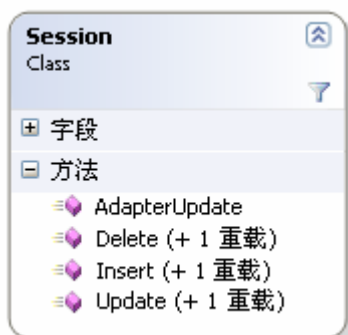 Session
Class
字段
方法
AdapterUpdate
Delete (+ 1 重载)
Insert (+ 1 重载)
Update (+ 1 重载)